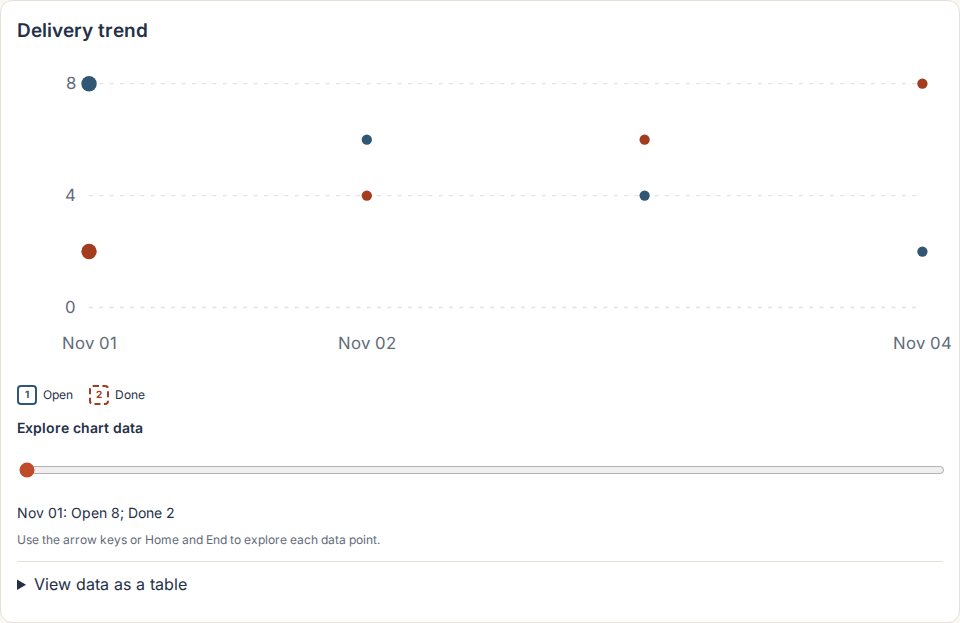 Delivery trend
8
4
0
Nov 01 Nov 02 Nov 04
1 Open 2 Done
Explore chart data
Nov 01: Open 8; Done 2
Use the arrow keys or Home and End to explore each data point.
View data as a table